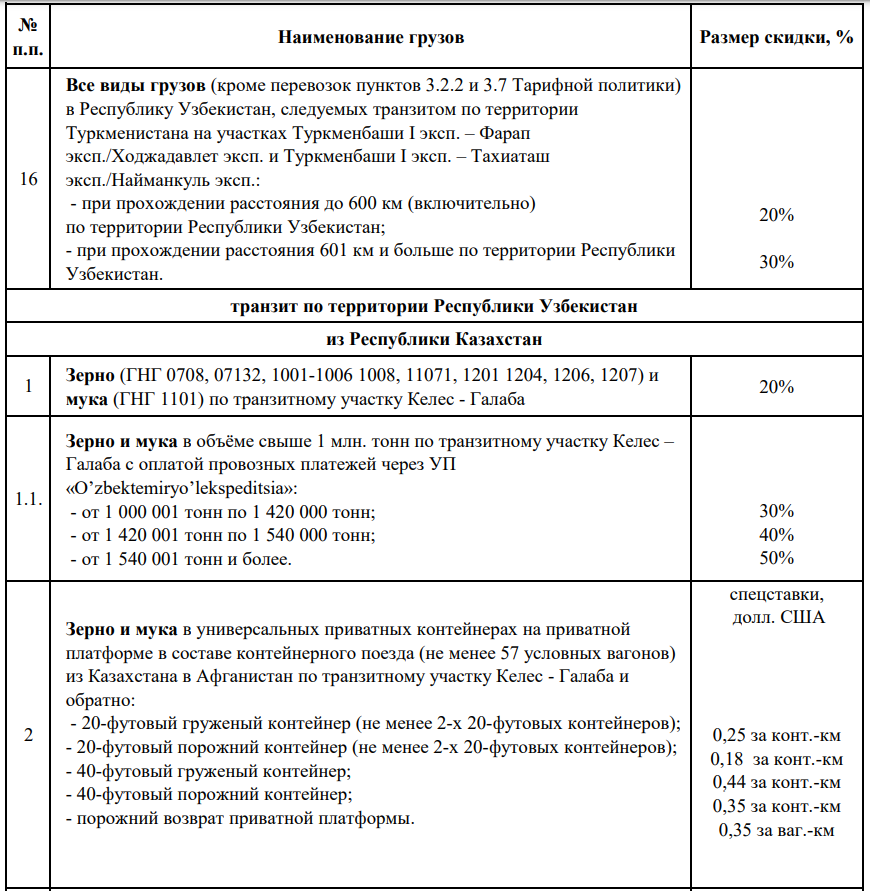 №
п.п.
Наименование грузов
Размер скидки, %
16
Все виды грузов (кроме перевозок пунктов 3.2.2 и 3.7 Тарифной политики)
в Республику Узбекистан, следуемых транзитом по территории
Туркменистана на участках Туркменбаши I эксп. – Фарап
эксп./Ходжадавлет эксп. и Туркменбаши I эксп. – Тахиаташ
эксп./Найманкуль эксп.:
- при прохождении расстояния до 600 км (включительно)
по территории Республики Узбекистан;
- при прохождении расстояния 601 км и больше по территории Республики
Узбекистан.
20%
30%
транзит по территории Республики Узбекистан
из Республики Казахстан
1
Зерно (ГНГ 0708, 07132, 1001-1006 1008, 11071, 1201 1204, 1206, 1207) и
мука (ГНГ 1101) по транзитному участку Келес - Галаба
20%
1.1.
Зерно и мука в объёме свыше 1 млн. тонн по транзитному участку Келес –
Галаба с оплатой провозных платежей через УП
«O’zbektemiryo’lekspeditsia»:
- от 1 000 001 тонн по 1 420 000 тонн;
- от 1 420 001 тонн по 1 540 000 тонн;
- от 1 540 001 тонн и более.
30%
40%
50%
2
Зерно и мука в универсальных приватных контейнерах на приватной
платформе в составе контейнерного поезда (не менее 57 условных вагонов)
из Казахстана в Афганистан по транзитному участку Келес - Галаба и
обратно:
- 20-футовый груженый контейнер (не менее 2-х 20-футовых контейнеров);
- 20-футовый порожний контейнер (не менее 2-х 20-футовых контейнеров);
- 40-футовый груженый контейнер;
- 40-футовый порожний контейнер;
- порожний возврат приватной платформы.
спецставки,
долл. США
0,25 за конт.-км
0,18 за конт.-км
0,44 за конт.-км
0,35 за конт.-км
0,35 за ваг.-км